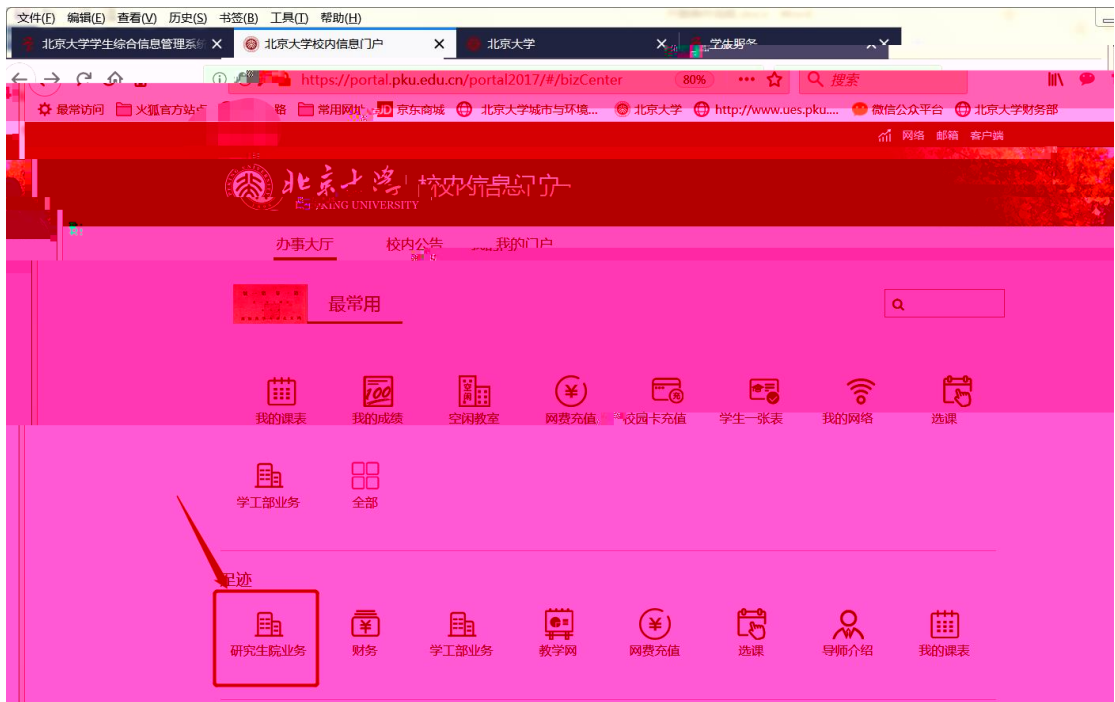 文件(F) 编辑(E) 查看(V) 历史(S) 书签(B) 工具(T) 帮助(H)
北京大学学生综合信息管理系统 × 北京大学校内信息门户 × 北京大学 × ×
https://portal.pku.edu.cn/portal2017/#/bizCenter 80% ••• 搜索
最常访问 火狐官方站点 常用网址 JD 京东商城 北京大学城市与环境... 北京大学 http://www.ues.pku.... 微信公众平台 北京大学财务部
网络 邮箱 客户端
北京大学 校内信息门户
UNIVERSITY
办事大厅 校内公告 我的门户
最常用
我的课表 我的成绩 空闲教室 网费充值 校园卡充值 学生一张表 我的网络 选课
学工部业务 全部
足迹
研究生院业务 财务 学工部业务 教学网 网费充值 选课 导师介绍 我的课表